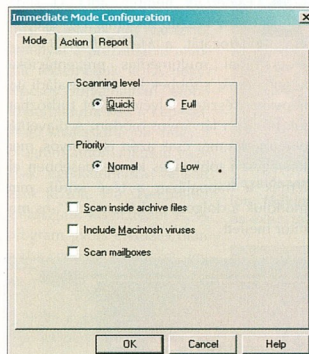 Immediate Mode Configuration
Mode Action Report
Scanning level
Quick Full
Priority
Normal Low
Scan inside archive files
Include Macintosh viruses
Scan mailboxes
OK Cancel Help